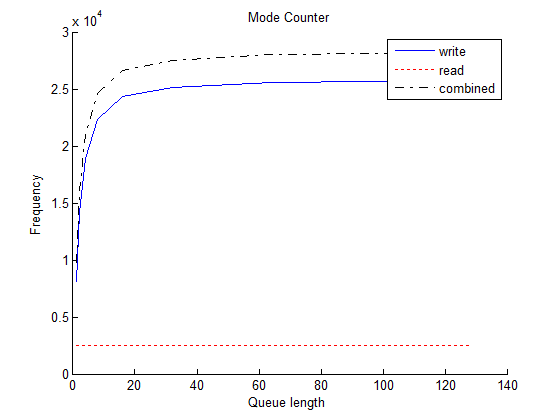 Mode Counter
x 10^4
3
2.5
2
1.5
1
0.5
0
0 20 40 60 80 100 120 140
Frequency
Queue length
write
read
combined